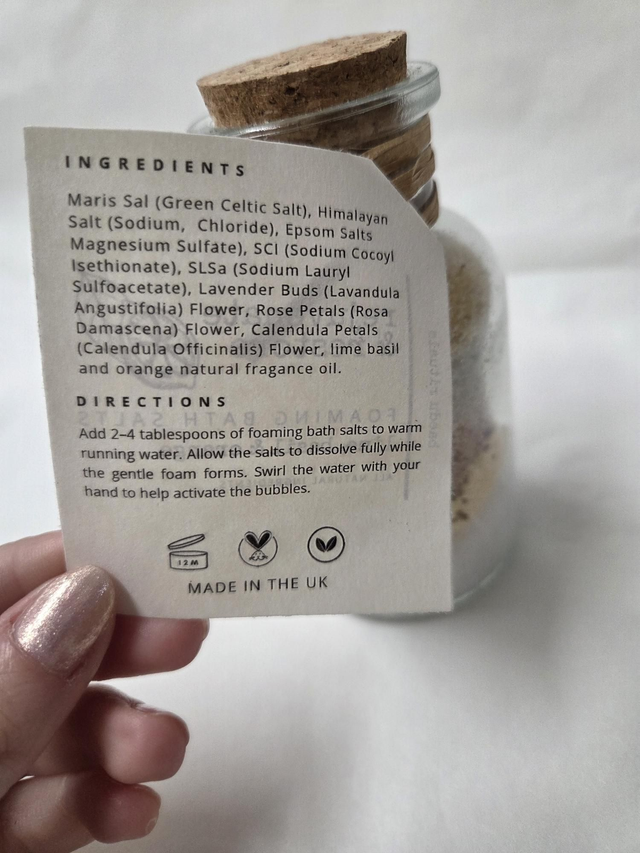 INGREDIENTS
Maris Sal (Green Celtic Salt), Himalayan
Salt (Sodium, Chloride), Epsom Salts
Magnesium Sulfate), SCI (Sodium Cocoyl
Isethionate), SLSa (Sodium Lauryl
Sulfoacetate), Lavender Buds (Lavandula
Angustifolia) Flower, Rose Petals (Rosa
Damascena) Flower, Calendula Petals
(Calendula Officinalis) Flower, lime basil
and orange natural fragance oil.
DIRECTIONS
Add 2–4 tablespoons of foaming bath salts to warm
running water. Allow the salts to dissolve fully while
the gentle foam forms. Swirl the water with your
hand to help activate the bubbles.
12M
MADE IN THE UK
FOAMING BATH SALTS